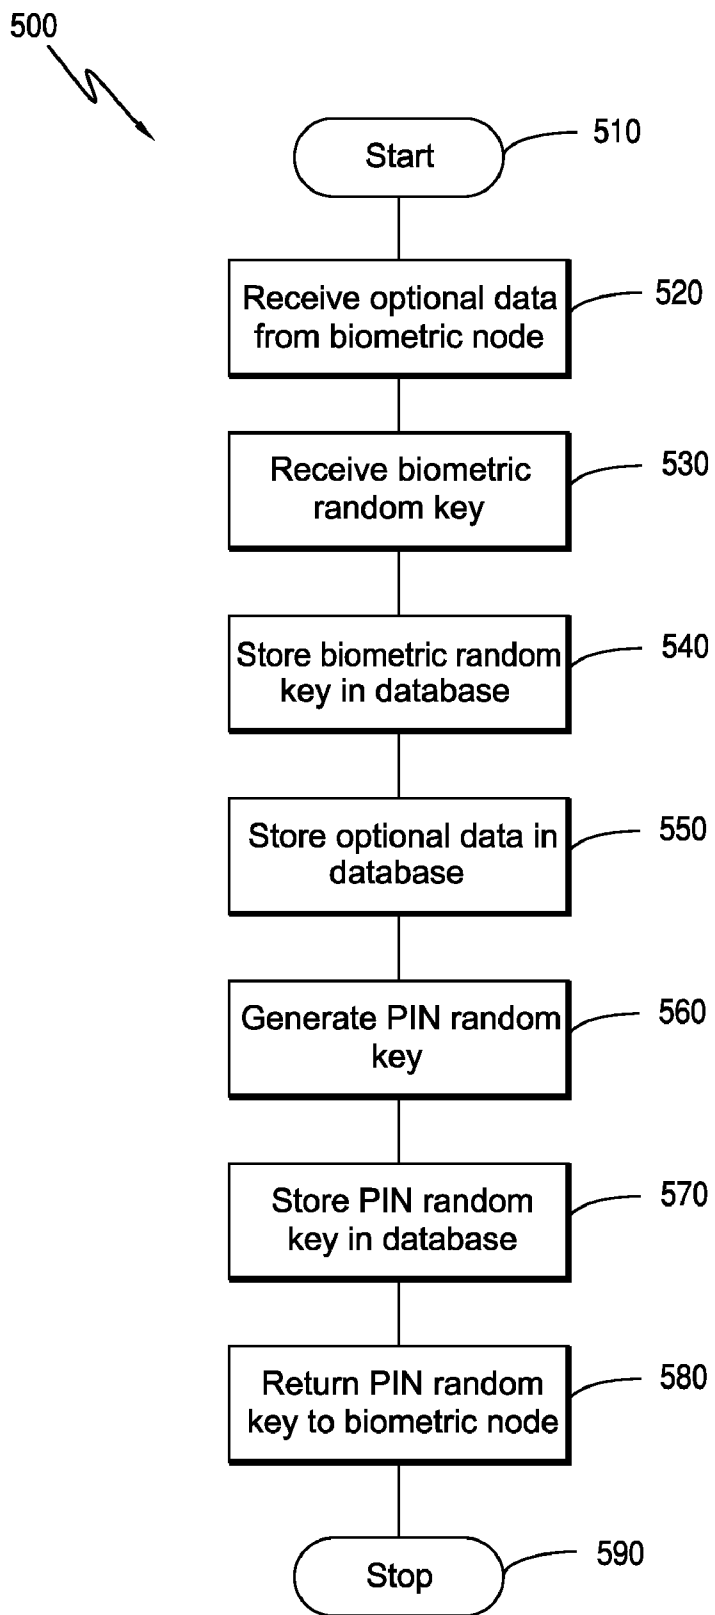 500
Start
510
Receive optional data
from biometric node
520
Receive biometric
random key
530
Store biometric random
key in database
540
Store optional data in
database
550
Generate PIN random
key
560
Store PIN random
key in database
570
Return PIN random
key to biometric node
580
Stop
590